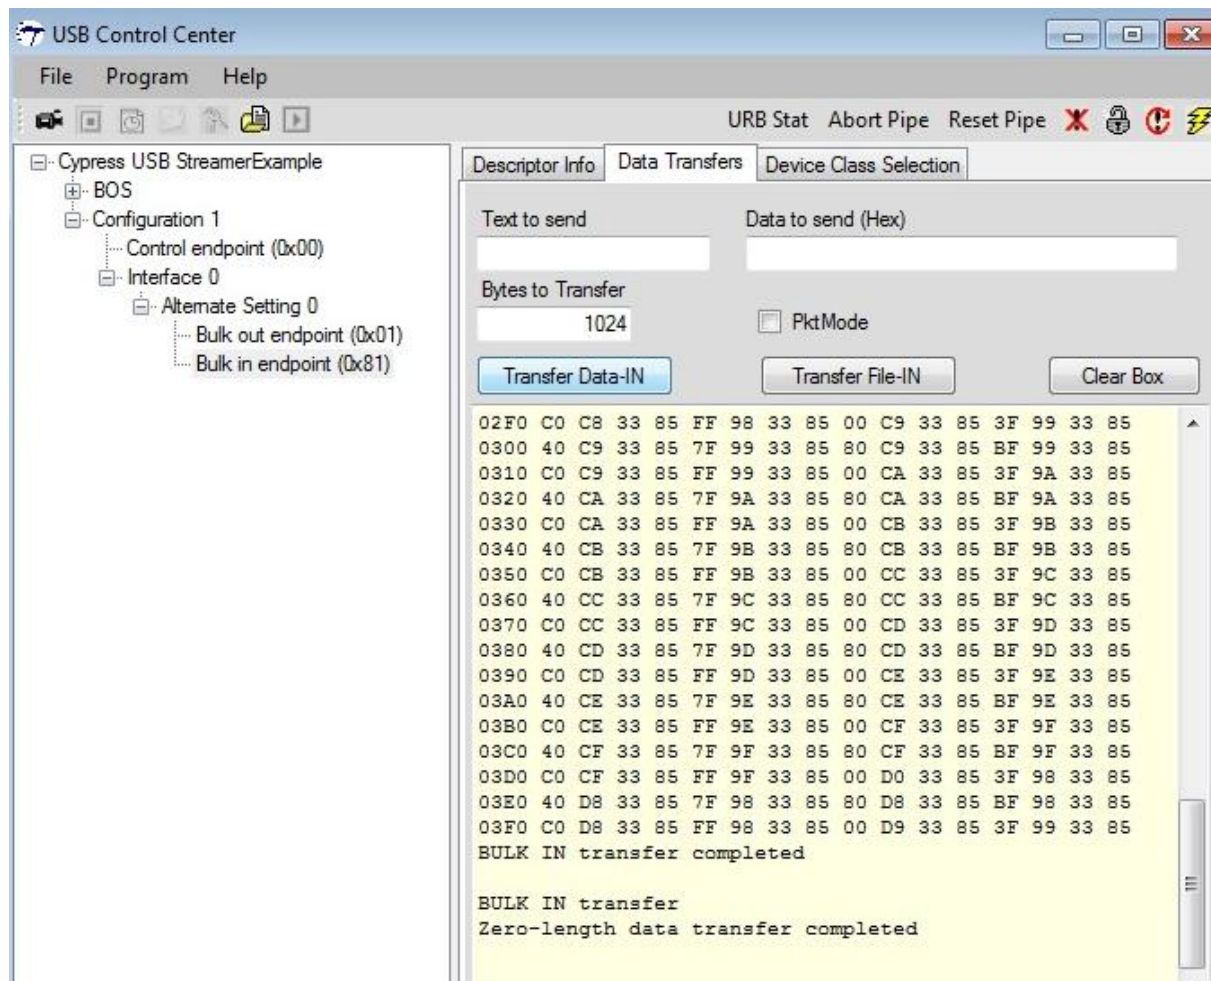 USB Control Center
File Program Help
URB Stat Abort Pipe Reset Pipe
Cypress USB StreamerExample
BOS
Configuration 1
Control endpoint (0x00)
Interface 0
Alternate Setting 0
Bulk out endpoint (0x01)
Bulk in endpoint (0x81)
Descriptor Info Data Transfers Device Class Selection
Text to send Data to send (Hex)
Bytes to Transfer
1024 PktMode
Transfer Data-IN Transfer File-IN Clear Box
02F0 C0 C8 33 85 FF 98 33 85 00 C9 33 85 3F 99 33 85
0300 40 C9 33 85 7F 99 33 85 80 C9 33 85 BF 99 33 85
0310 C0 C9 33 85 FF 99 33 85 00 CA 33 85 3F 9A 33 85
0320 40 CA 33 85 7F 9A 33 85 80 CA 33 85 BF 9A 33 85
0330 C0 CA 33 85 FF 9A 33 85 00 CB 33 85 3F 9B 33 85
0340 40 CB 33 85 7F 9B 33 85 80 CB 33 85 BF 9B 33 85
0350 C0 CB 33 85 FF 9B 33 85 00 CC 33 85 3F 9C 33 85
0360 40 CC 33 85 7F 9C 33 85 80 CC 33 85 BF 9C 33 85
0370 C0 CC 33 85 FF 9C 33 85 00 CD 33 85 3F 9D 33 85
0380 40 CD 33 85 7F 9D 33 85 80 CD 33 85 BF 9D 33 85
0390 C0 CD 33 85 FF 9D 33 85 00 CE 33 85 3F 9E 33 85
03A0 40 CE 33 85 7F 9E 33 85 80 CE 33 85 BF 9E 33 85
03B0 C0 CE 33 85 FF 9E 33 85 00 CF 33 85 3F 9F 33 85
03C0 40 CF 33 85 7F 9F 33 85 80 CF 33 85 BF 9F 33 85
03D0 C0 CF 33 85 FF 9F 33 85 00 D0 33 85 3F 98 33 85
03E0 40 D8 33 85 7F 98 33 85 80 D8 33 85 BF 98 33 85
03F0 C0 D8 33 85 FF 98 33 85 00 D9 33 85 3F 99 33 85
BULK IN transfer completed
BULK IN transfer
Zero-length data transfer completed